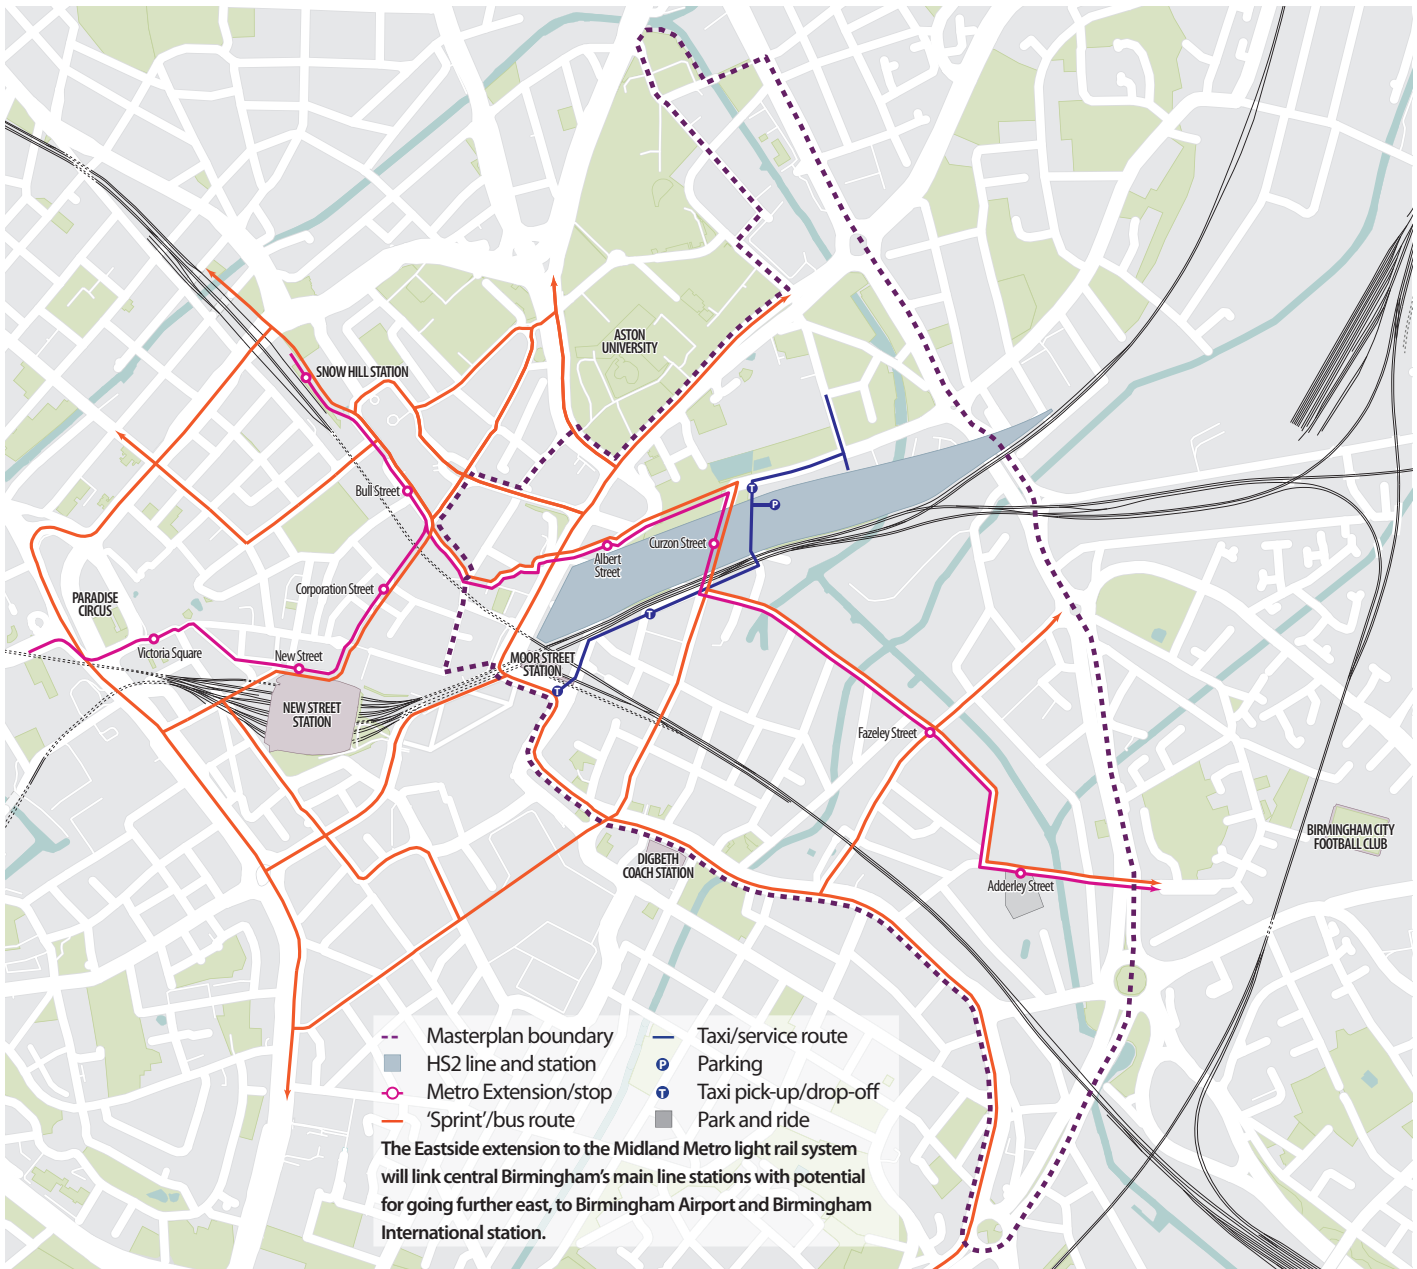 ASTON
UNIVERSITY
SNOW HILL STATION
Bull Street
Albert
Street
Curzon Street
T
P
Corporation Street
PARADISE
CIRCUS
T
Victoria Square
New Street
MOOR STREET
STATION
T
NEW STREET
STATION
Fazeley Street
BIRMINGHAM CITY
FOOTBALL CLUB
DIGBETH
COACH STATION
Adderley Street
Masterplan boundary
HS2 line and station
Metro Extension/stop
‘Sprint’/bus route
Taxi/service route
P Parking
T Taxi pick-up/drop-off
Park and ride
The Eastside extension to the Midland Metro light rail system
will link central Birmingham’s main line stations with potential
for going further east, to Birmingham Airport and Birmingham
International station.